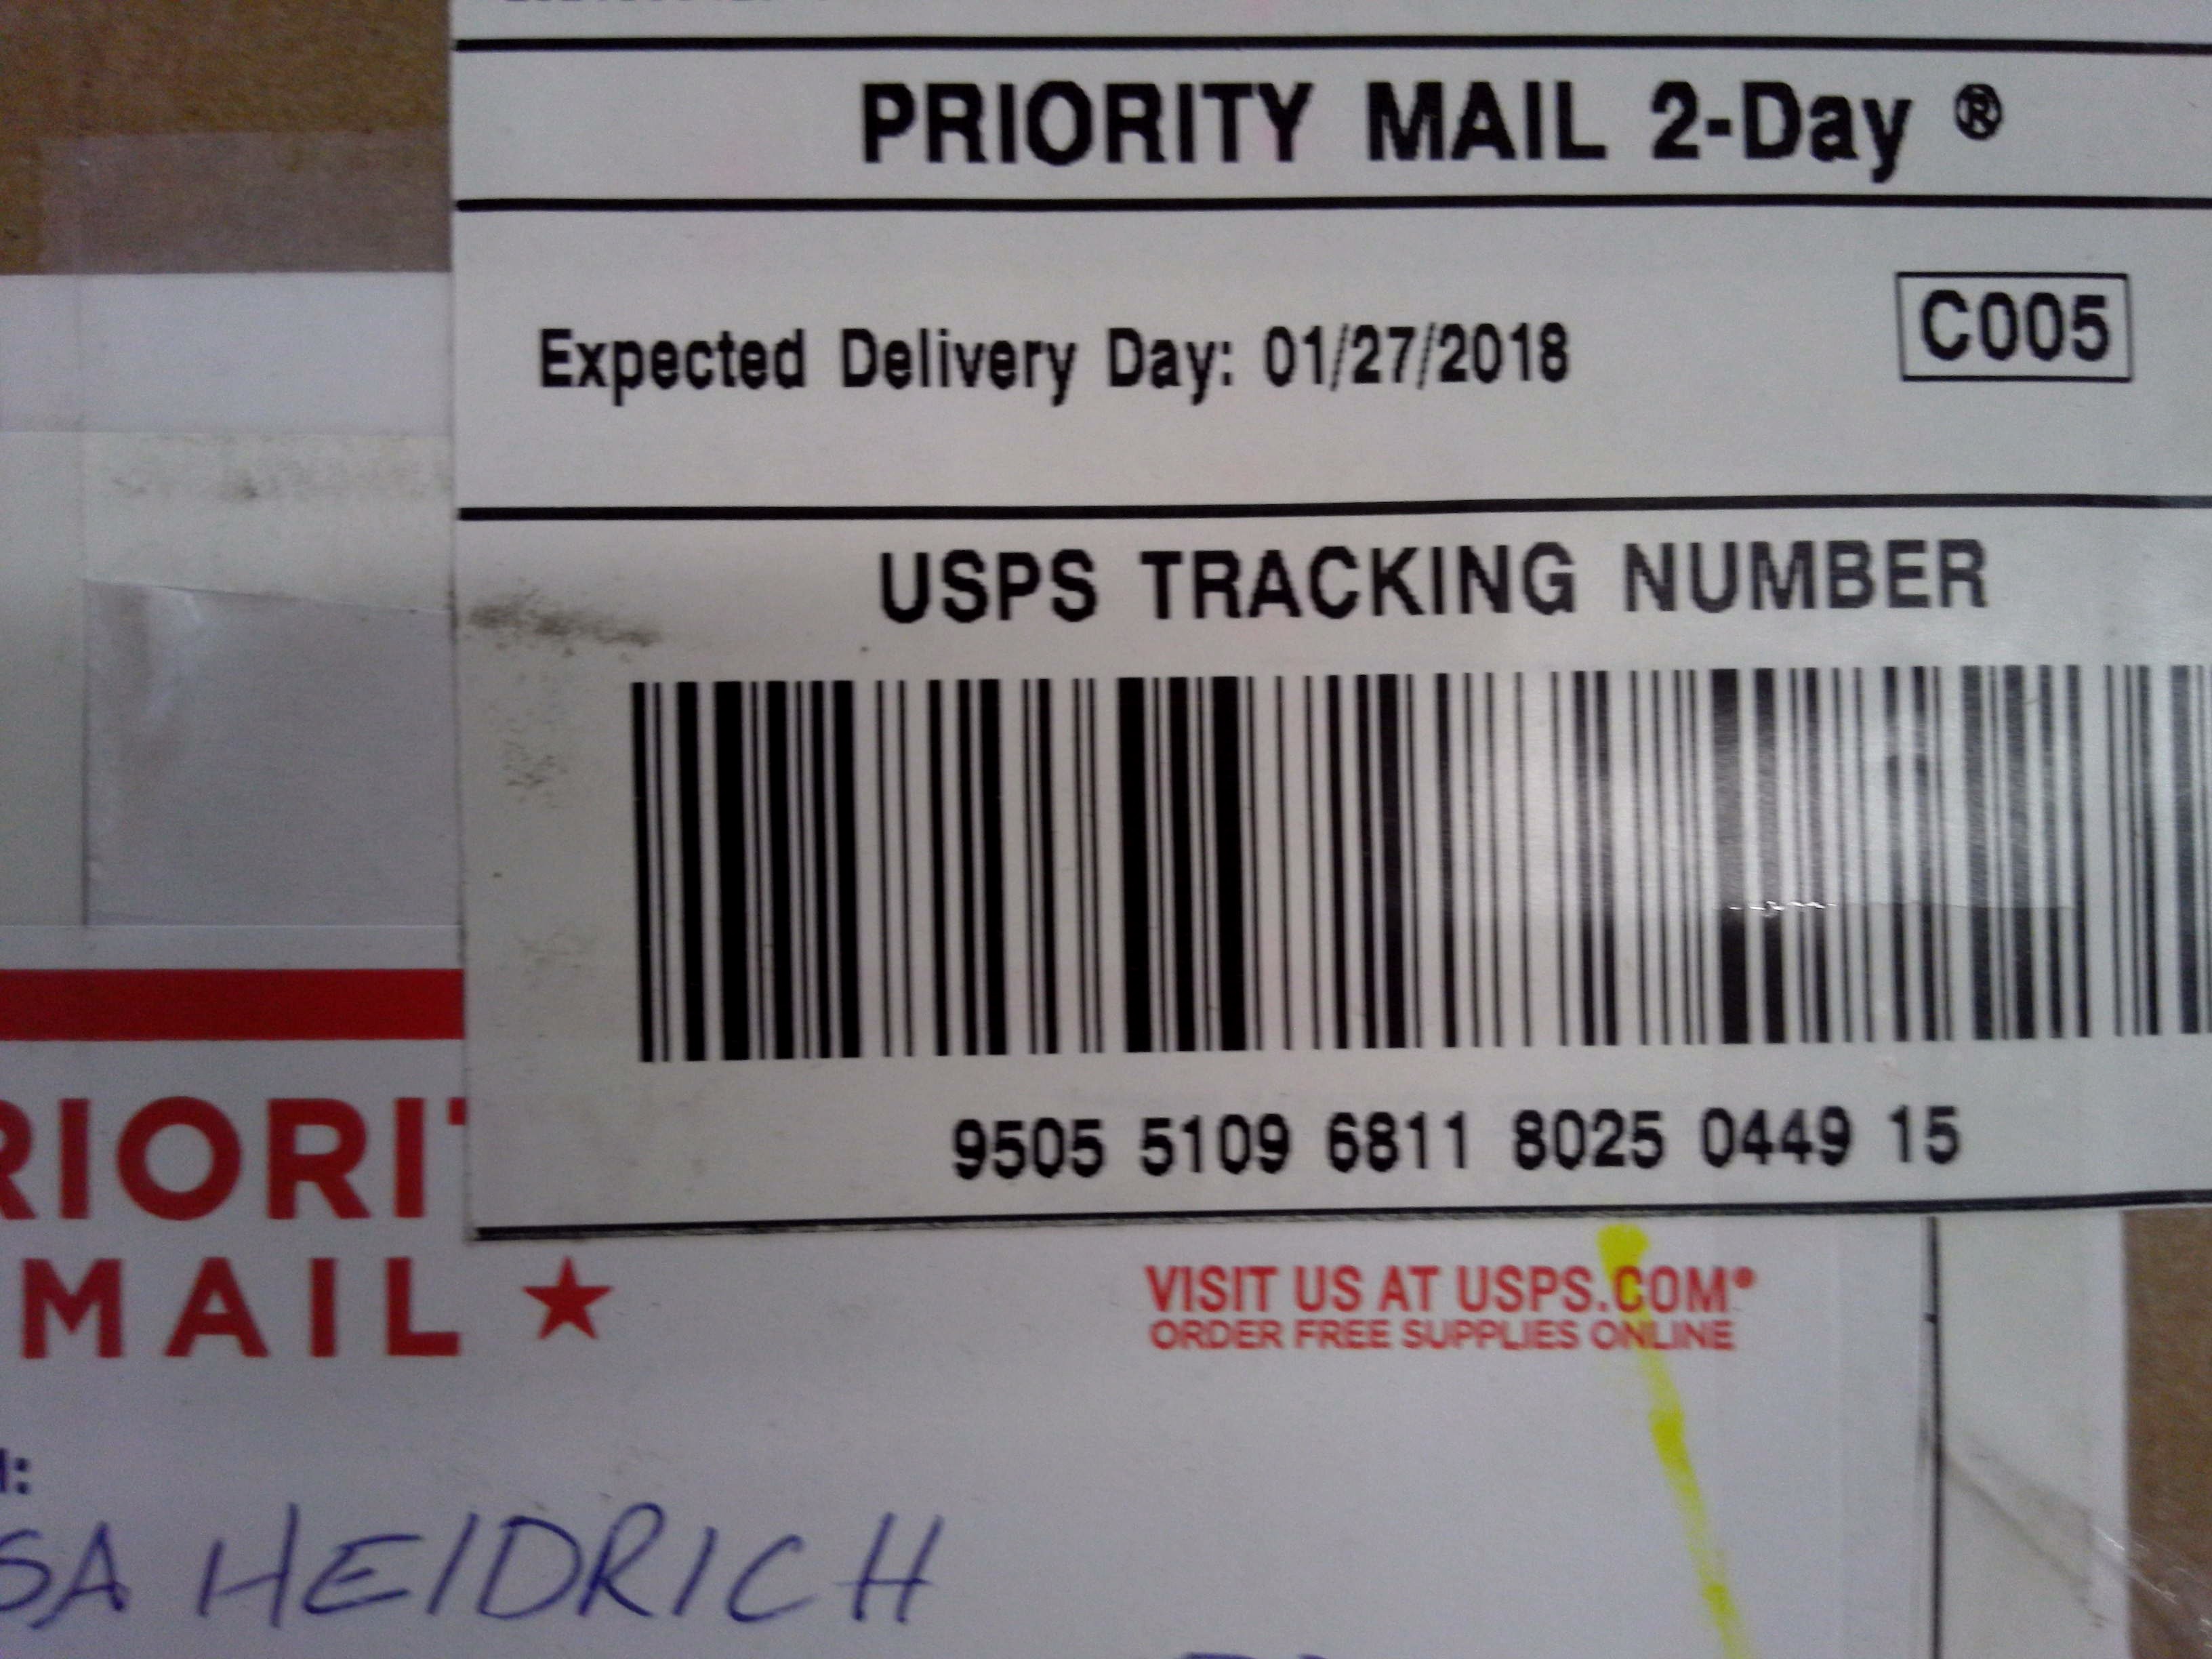 PRIORITY MAIL 2-Day ®
Expected Delivery Day: 01/27/2018
C005
USPS TRACKING NUMBER
9505 5109 6811 8025 0449 15
RIORI
MAIL ★
VISIT US AT USPS.COM®
ORDER FREE SUPPLIES ONLINE
:
SA HEIDRICH